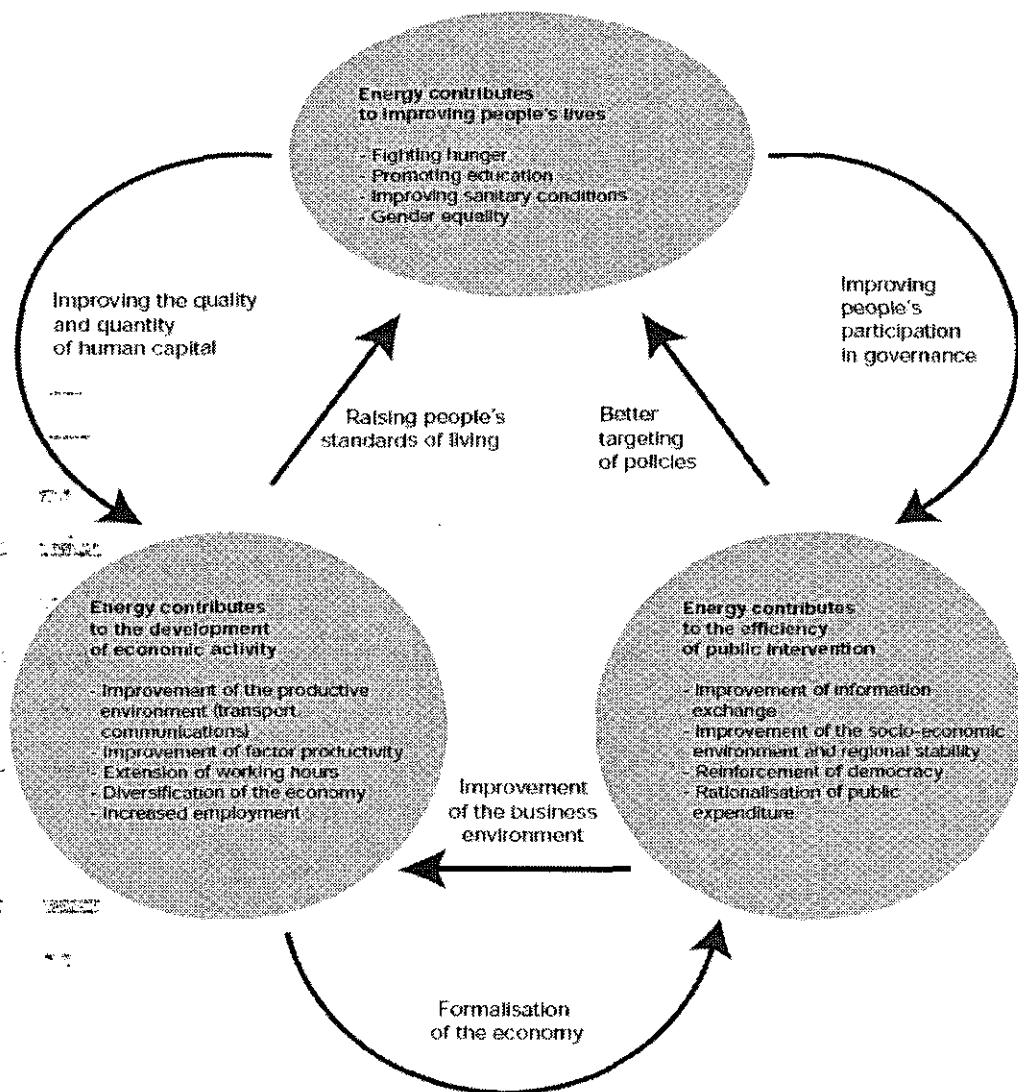 Energy contributes
to improving people's lives
- Fighting hunger
- Promoting education
- Improving sanitary conditions
- Gender equality
Improving the quality
and quantity
of human capital
Improving
people's
participation
in governance
Raising people's
standards of living
Better
targeting
of policies
Energy contributes
to the development
of economic activity
- Improvement of the productive
environment (transport
communications)
- Improvement of factor productivity
- Extension of working hours
- Diversification of the economy
- Increased employment
Energy contributes
to the efficiency
of public intervention
- Improvement of information
exchange
- Improvement of the socio-economic
environment and regional stability
- Reinforcement of democracy
- Rationalisation of public
expenditure
Improvement
of the business
environment
Formalisation
of the economy